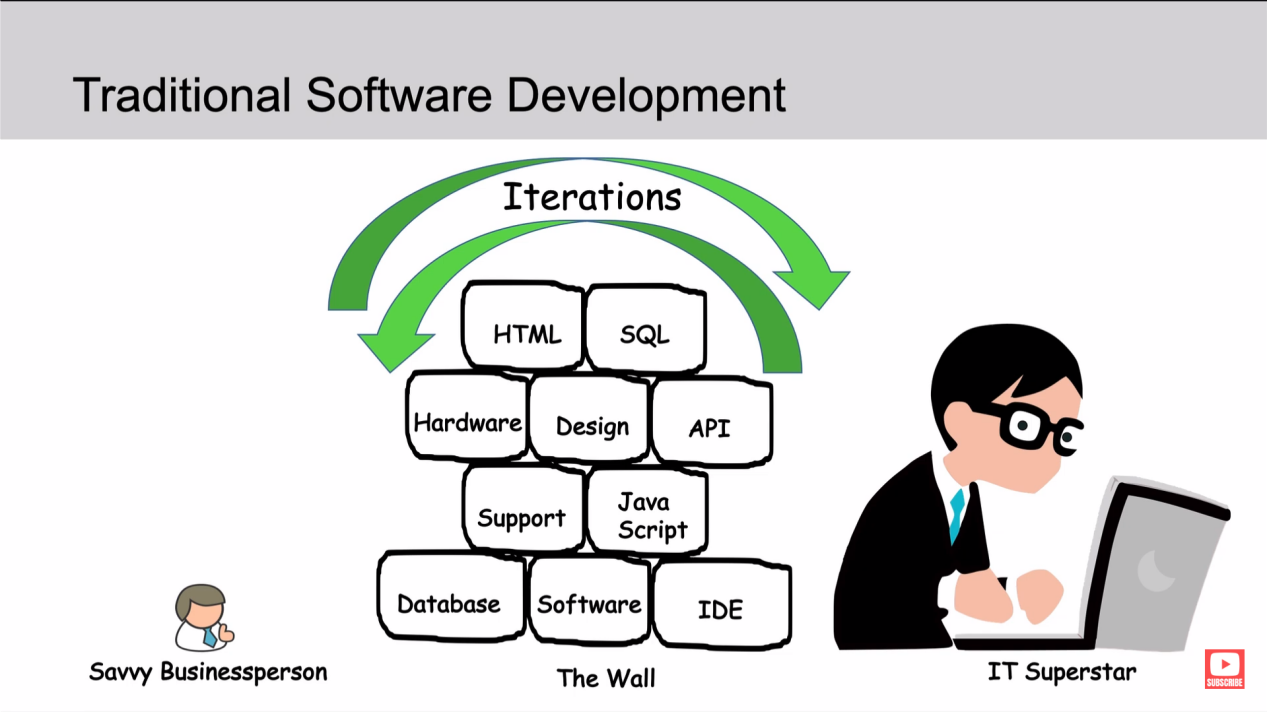 Traditional Software Development
Iterations
HTML
SQL
Hardware
Design
API
Support
Java
Script
Database
Software
IDE
Savvy Businessperson
The Wall
IT Superstar
SUBSCRIBE